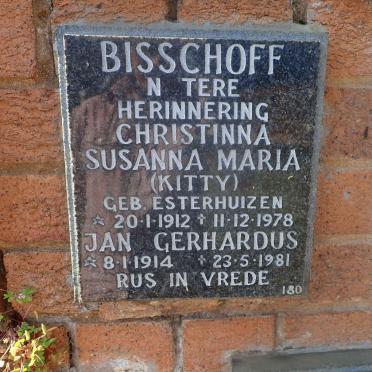 BISSCHOFF
N TERE
HERINNERING
CHRISTINNA
SUSANNA MARIA
(KITTY)
GEB. ESTERHUIZEN
☆ 20·1·1912 ✝ 11·12·1978
JAN GERHARDUS
☆ 8·1·1914 ✝ 23·5·1981
RUS IN VREDE
180